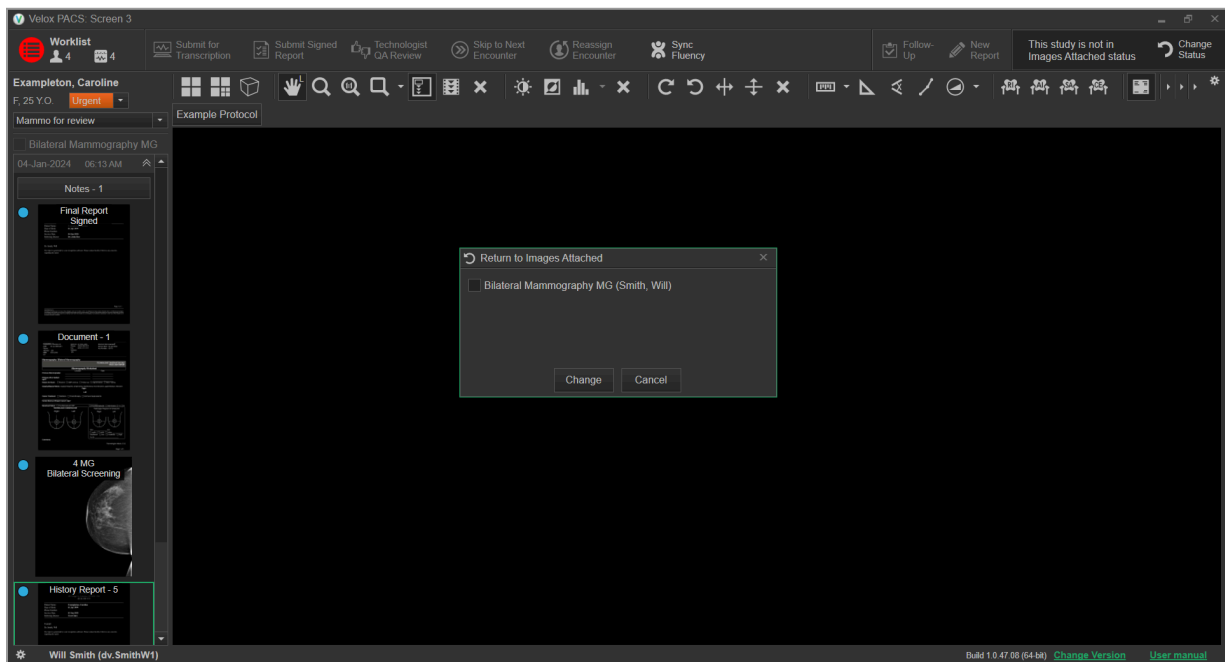 Velox PACS: Screen 3
Worklist
4 4
Submit for
Transcription
Submit Signed
Report
Technologist
QA Review
Skip to Next
Encounter
Reassign
Encounter
Sync
Fluency
Follow-
Up
New
Report
This study is not in
Images Attached status
Change
Status
Exampleton, Caroline
F, 25 Y.O. Urgent
Mammo for review
Example Protocol
Bilateral Mammography MG
04-Jan-2024 06:13 AM
Notes - 1
Final Report
Signed
Document - 1
4 MG
Bilateral Screening
History Report - 5
Return to Images Attached
Bilateral Mammography MG (Smith, Will)
Change Cancel
Will Smith (dv.SmithW1)
Build 1.0.47.08 (64-bit) Change Version User manual